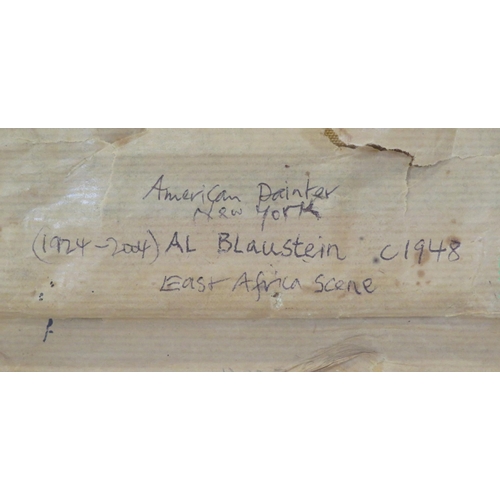 American Painter
New York
(1924-2004) AL BLaustein c1948
East Africa Scene